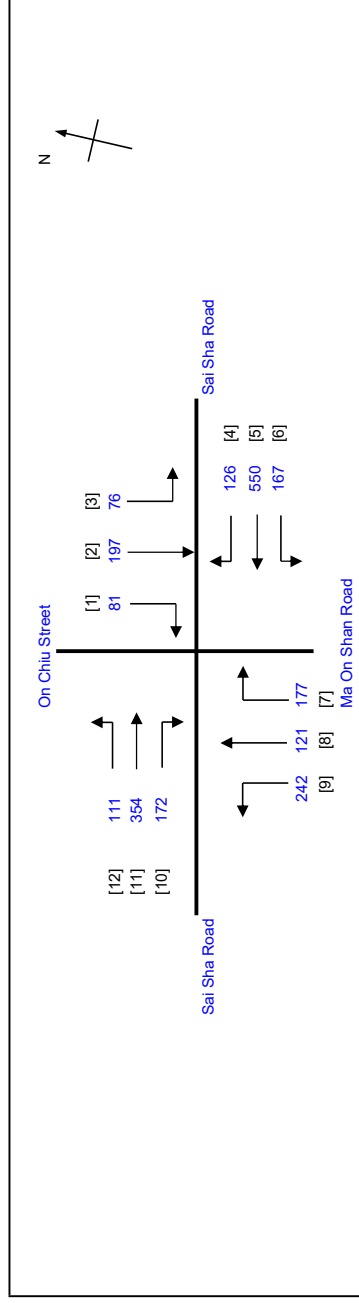 N
On Chiu Street
[1] [2] [3]
81 197 76
[12] 111
[11] 354
[10] 172
Sai Sha Road
Sai Sha Road
126 [4]
550 [5]
167 [6]
242 121 177
[9] [8] [7]
Ma On Shan Road